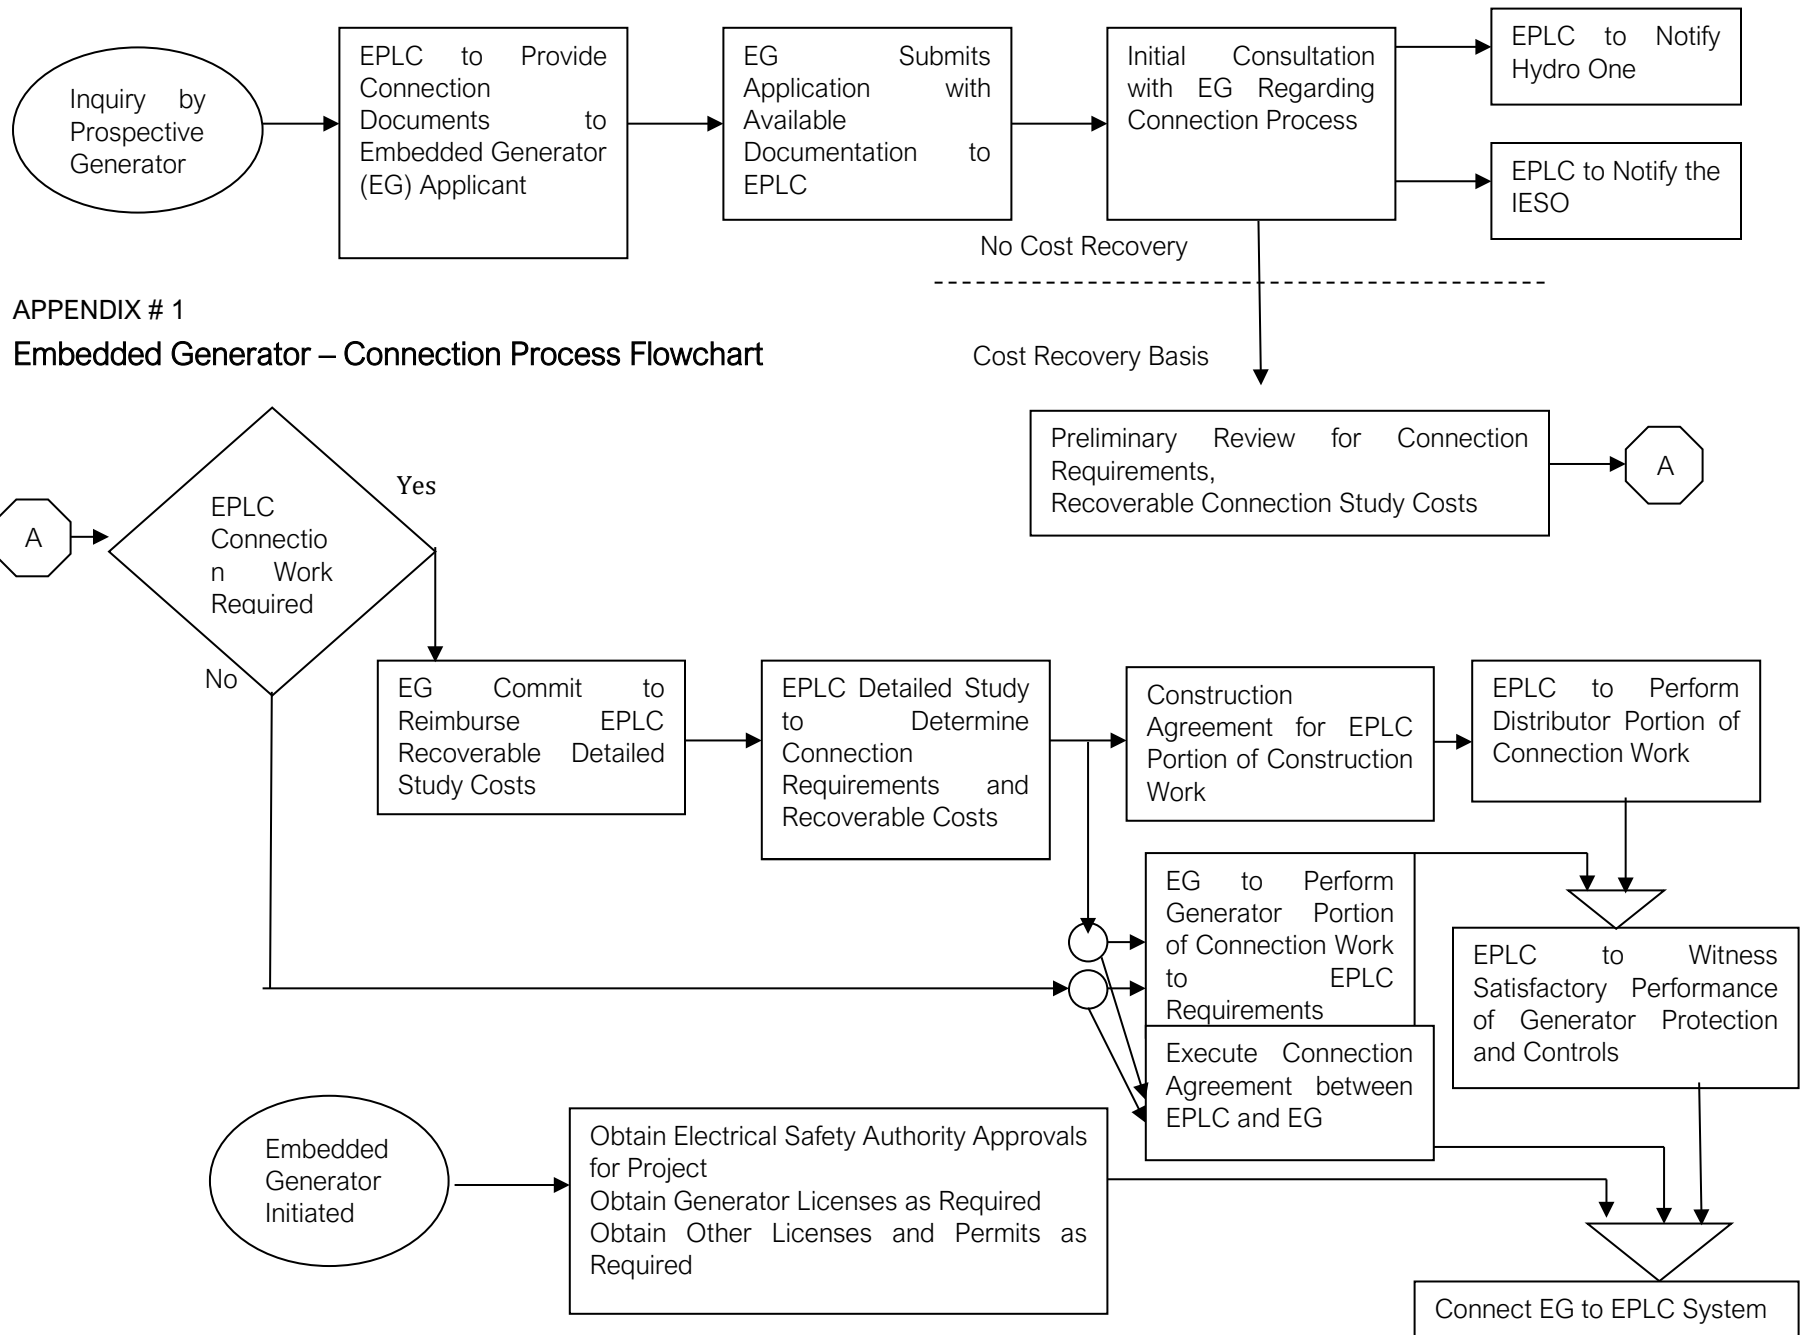 Inquiry by
Prospective
Generator
EPLC to Provide
Connection
Documents to
Embedded Generator
(EG) Applicant
EG Submits
Application with
Available
Documentation to
EPLC
Initial Consultation
with EG Regarding
Connection Process
EPLC to Notify
Hydro One
EPLC to Notify the
IESO
No Cost Recovery
APPENDIX # 1
Embedded Generator – Connection Process Flowchart
Cost Recovery Basis
Preliminary Review for Connection
Requirements,
Recoverable Connection Study Costs
A
A
EPLC
Connectio
n Work
Required
Yes
No
EG Commit to
Reimburse EPLC
Recoverable Detailed
Study Costs
EPLC Detailed Study
to Determine
Connection
Requirements and
Recoverable Costs
Construction
Agreement for EPLC
Portion of Construction
Work
EPLC to Perform
Distributor Portion of
Connection Work
EG to Perform
Generator Portion
of Connection Work
to EPLC
Requirements
EPLC to Witness
Satisfactory Performance
of Generator Protection
and Controls
Execute Connection
Agreement between
EPLC and EG
Embedded
Generator
Initiated
Obtain Electrical Safety Authority Approvals
for Project
Obtain Generator Licenses as Required
Obtain Other Licenses and Permits as
Required
Connect EG to EPLC System